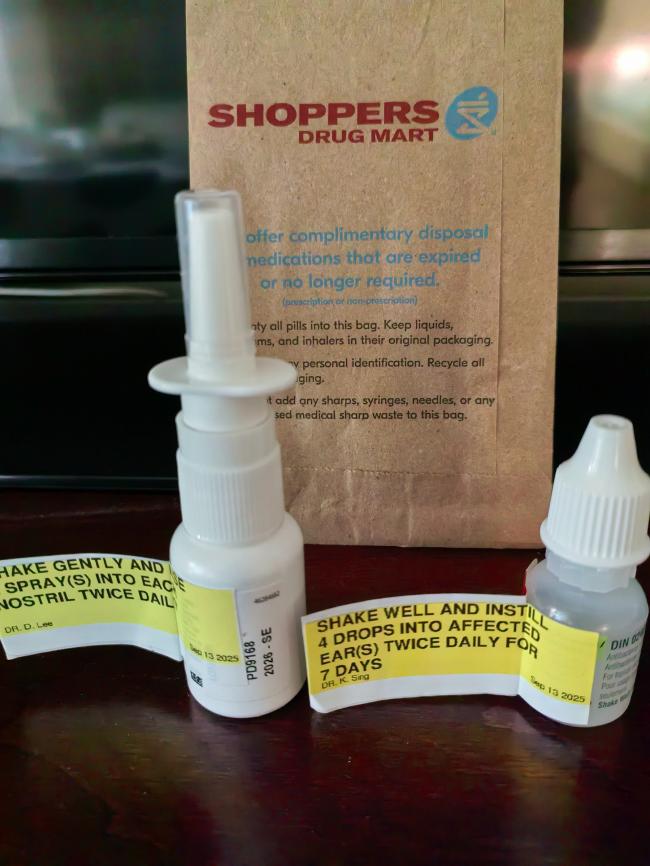 SHOPPERS
DRUG MART
offer complimentary disposal
medications that are expired
or no longer required.
(prescription or non-prescription)
all pills into this bag. Keep liquids,
and inhalers in their original packaging.
personal identification. Recycle all
add any sharps, syringes, needles, or any
medical sharp waste to this bag.
GENTLY AND
SPRAY(S) INTO
NOSTRIL TWICE
DR. D. Lee
Sep 13 2025
PD9168
2026 - SE
SHAKE WELL AND INSTILL
4 DROPS INTO AFFECTED
EAR(S) TWICE DAILY FOR
7 DAYS
DR. K. Sing
Sep 13 2025
DIN
Shake